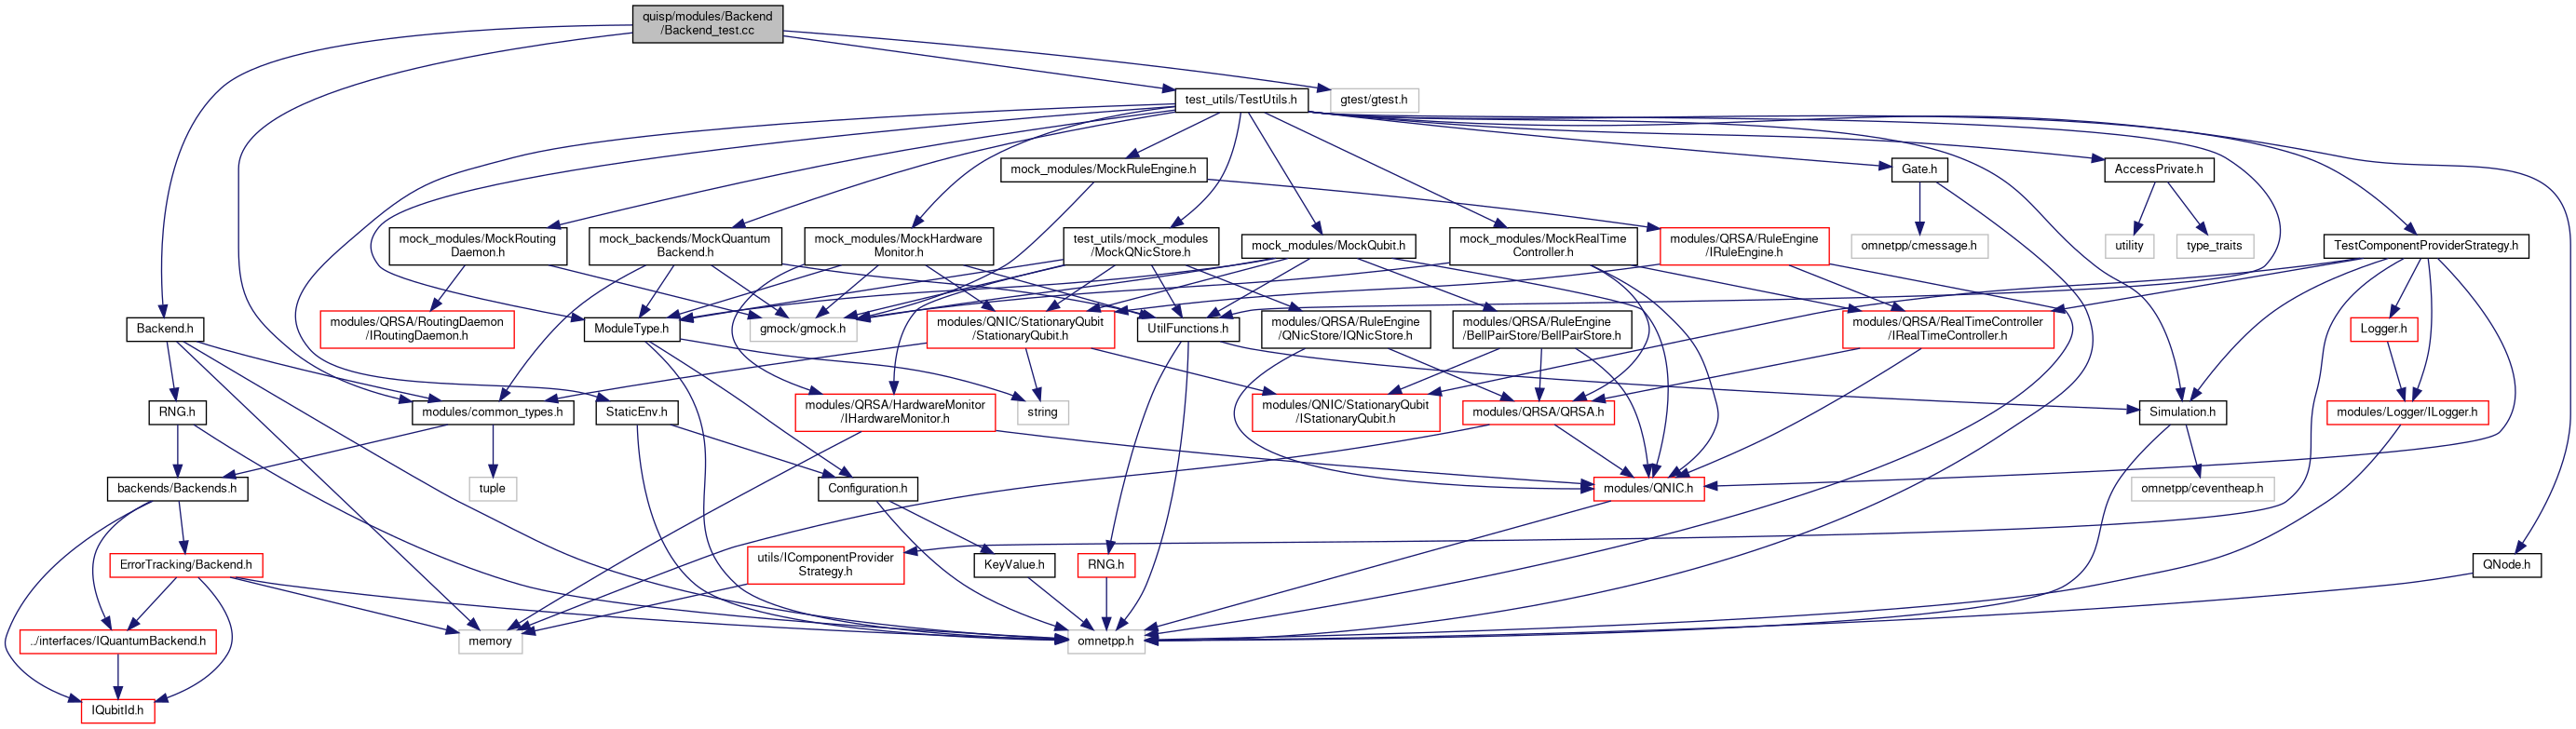 quisp/modules/Backend
/Backend_test.cc
test_utils/TestUtils.h
gtest/gtest.h
mock_modules/MockRuleEngine.h
Gate.h
AccessPrivate.h
mock_modules/MockRouting
Daemon.h
mock_backends/MockQuantum
Backend.h
mock_modules/MockHardware
Monitor.h
test_utils/mock_modules
/MockQNicStore.h
mock_modules/MockQubit.h
mock_modules/MockRealTime
Controller.h
modules/QRSA/RuleEngine
/IRuleEngine.h
omnetpp/cmessage.h
utility
type_traits
TestComponentProviderStrategy.h
Backend.h
modules/QRSA/RoutingDaemon
/IRoutingDaemon.h
ModuleType.h
gmock/gmock.h
modules/QNIC/StationaryQubit
/StationaryQubit.h
UtilFunctions.h
modules/QRSA/RuleEngine
/QNicStore/IQNicStore.h
modules/QRSA/RuleEngine
/BellPairStore/BellPairStore.h
modules/QRSA/RealTimeController
/IRealTimeController.h
Logger.h
RNG.h
modules/common_types.h
StaticEnv.h
modules/QRSA/HardwareMonitor
/IHardwareMonitor.h
string
modules/QNIC/StationaryQubit
/IStationaryQubit.h
modules/QRSA/QRSA.h
Simulation.h
modules/Logger/ILogger.h
backends/Backends.h
tuple
Configuration.h
modules/QNIC.h
omnetpp/ceventheap.h
ErrorTracking/Backend.h
utils/IComponentProvider
Strategy.h
KeyValue.h
RNG.h
QNode.h
../interfaces/IQuantumBackend.h
memory
omnetpp.h
IQubitId.h